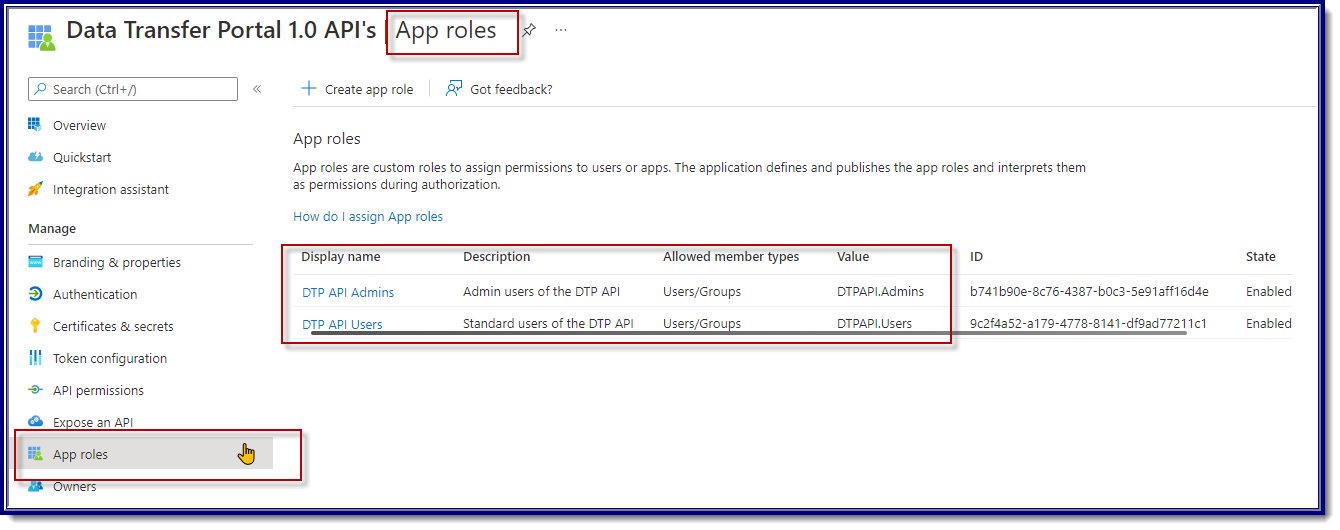 Data Transfer Portal 1.0 API's | App roles ...
Search (Ctrl+/) «
Overview
Quickstart
Integration assistant
Manage
Branding & properties
Authentication
Certificates & secrets
Token configuration
API permissions
Expose an API
App roles
Owners
Create app role | Got feedback?
App roles
App roles are custom roles to assign permissions to users or apps. The application defines and publishes the app roles and interprets them
as permissions during authorization.
How do I assign App roles
Display name Description Allowed member types Value ID State
DTP API Admins Admin users of the DTP API Users/Groups DTPAPI.Admins b741b90e-8c76-4387-b0c3-5e91aff16d4e Enabled
DTP API Users Standard users of the DTP API Users/Groups DTPAPI.Users 9c2f4a52-a179-4778-8141-df9ad77211c1 Enabled